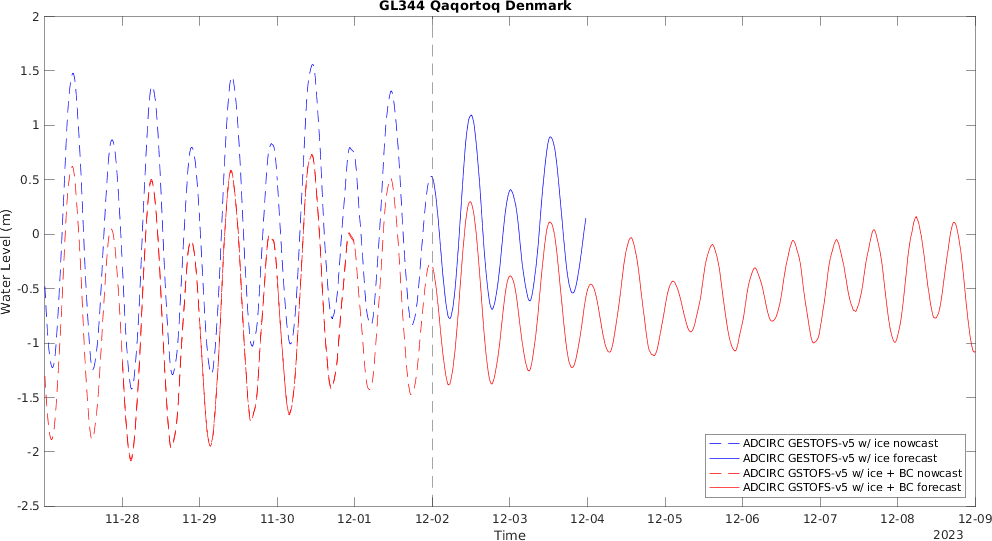 GL344 Qaqortoq Denmark
2
1.5
1
0.5
0
-0.5
-1
-1.5
-2
-2.5
Water Level (m)
ADCIRC GESTOFS-v5 w/ ice nowcast
ADCIRC GESTOFS-v5 w/ ice forecast
ADCIRC GSTOFS-v5 w/ ice + BC nowcast
ADCIRC GSTOFS-v5 w/ ice + BC forecast
11-28 11-29 11-30 12-01 12-02 12-03 12-04 12-05 12-06 12-07 12-08 12-09
Time
2023